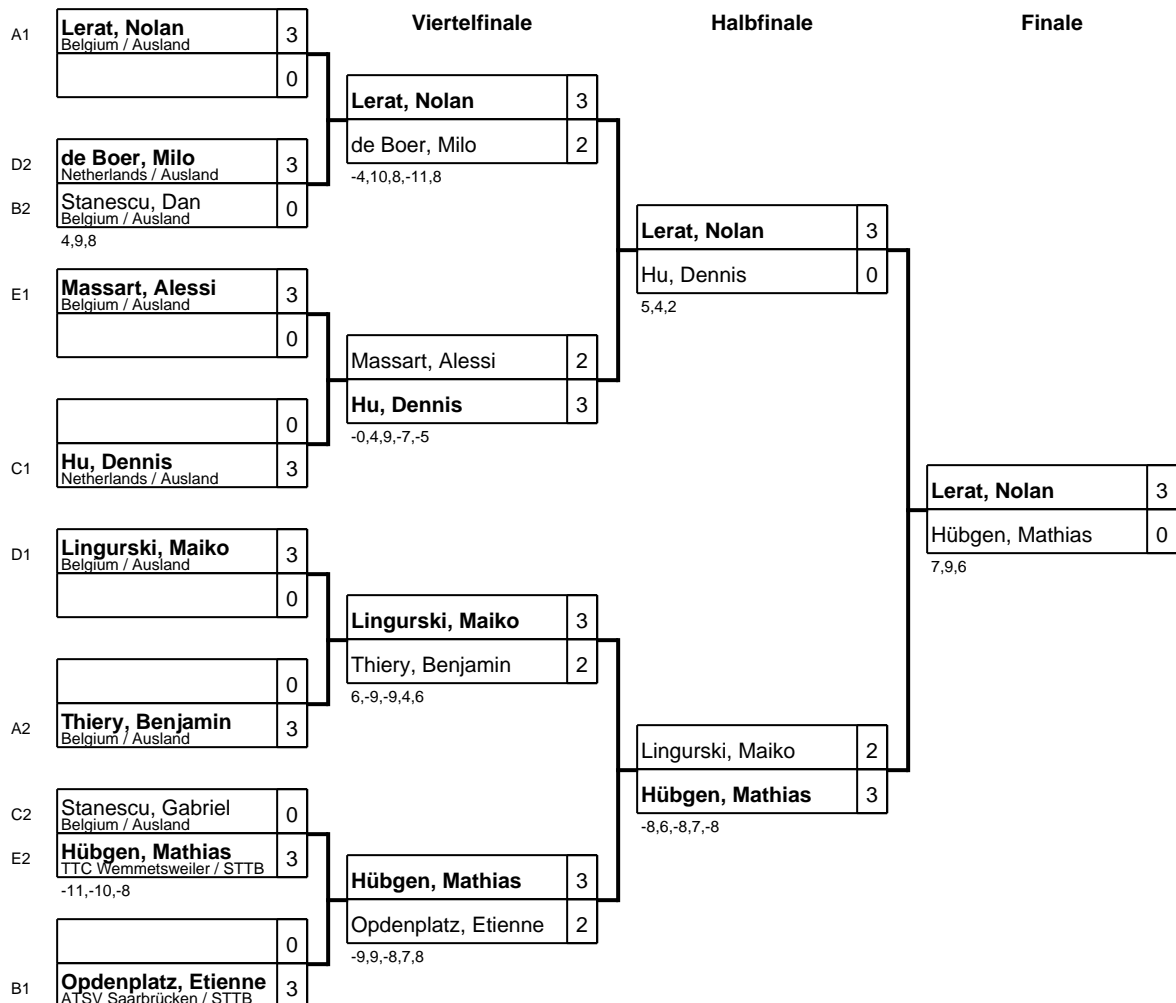 Viertelfinale Halbfinale Finale
A1 Lerat, Nolan 3
Belgium / Ausland
0
D2 de Boer, Milo 3
Netherlands / Ausland
B2 Stanescu, Dan 0
Belgium / Ausland
4,9,8
E1 Massart, Alessi 3
Belgium / Ausland
0
0
C1 Hu, Dennis 3
Netherlands / Ausland
D1 Lingurski, Maiko 3
Belgium / Ausland
0
0
A2 Thiery, Benjamin 3
Belgium / Ausland
C2 Stanescu, Gabriel 0
Belgium / Ausland
E2 Hübgen, Mathias 3
TTC Wemmetsweiler / STTB
-11,-10,-8
0
B1 Opdenplatz, Etienne 3
ATSV Saarbrücken / STTB
Lerat, Nolan 3
de Boer, Milo 2
-4,10,8,-11,8
Massart, Alessi 2
Hu, Dennis 3
-0,4,9,-7,-5
Lingurski, Maiko 3
Thiery, Benjamin 2
6,-9,-9,4,6
Hübgen, Mathias 3
Opdenplatz, Etienne 2
-9,9,-8,7,8
Lerat, Nolan 3
Hu, Dennis 0
5,4,2
Lingurski, Maiko 2
Hübgen, Mathias 3
-8,6,-8,7,-8
Lerat, Nolan 3
Hübgen, Mathias 0
7,9,6